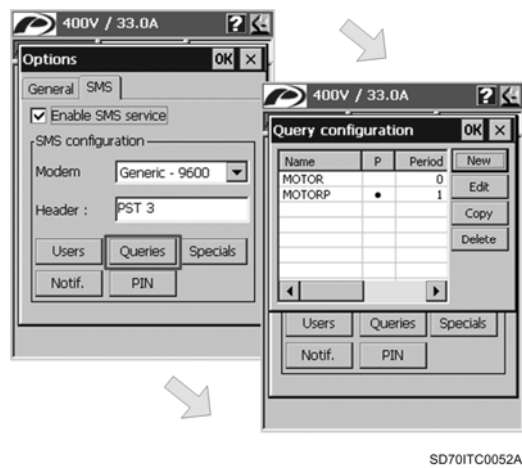 400V / 33.0A ?
Options OK ×
General SMS
Enable SMS service
SMS configuration
Modem Generic - 9600
Header : PST 3
Users Queries Specials
Notif. PIN
400V / 33.0A ?
Query configuration OK ×
Name P Period New
MOTOR 0
MOTORP • 1
Edit
Copy
Delete
Users Queries Specials
Notif. PIN
SD70ITC0052A